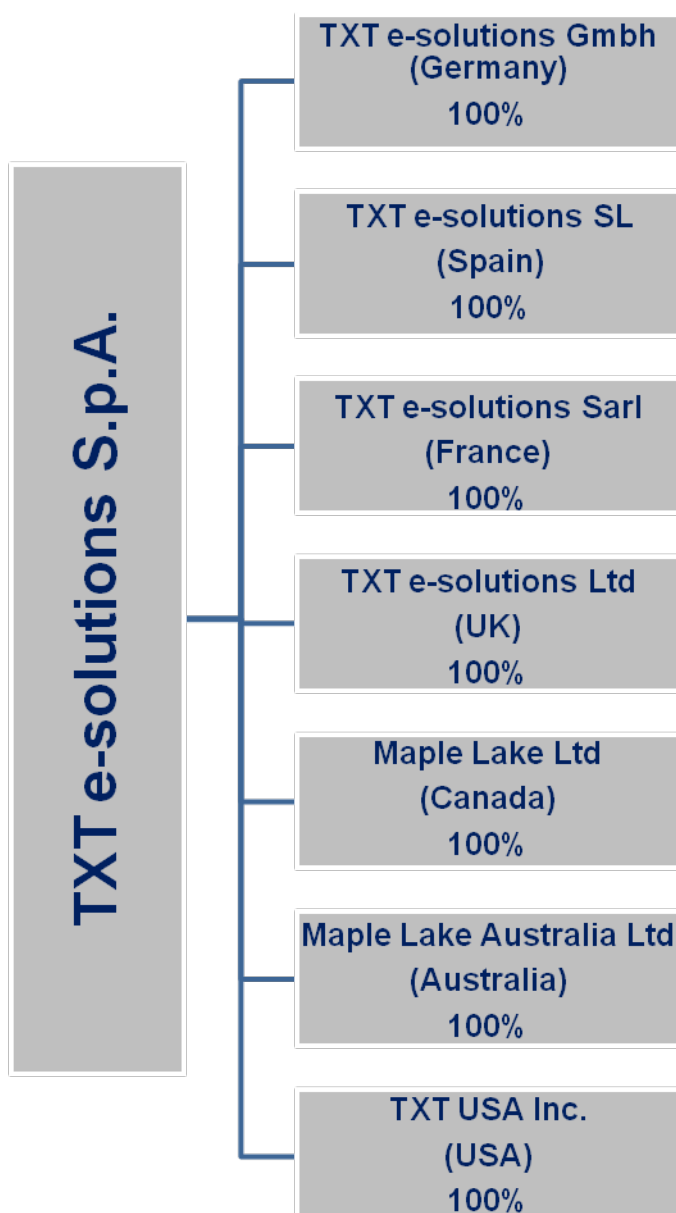 TXT e-solutions S.p.A.
TXT e-solutions Gmbh
(Germany)
100%
TXT e-solutions SL
(Spain)
100%
TXT e-solutions Sarl
(France)
100%
TXT e-solutions Ltd
(UK)
100%
Maple Lake Ltd
(Canada)
100%
Maple Lake Australia Ltd
(Australia)
100%
TXT USA Inc.
(USA)
100%